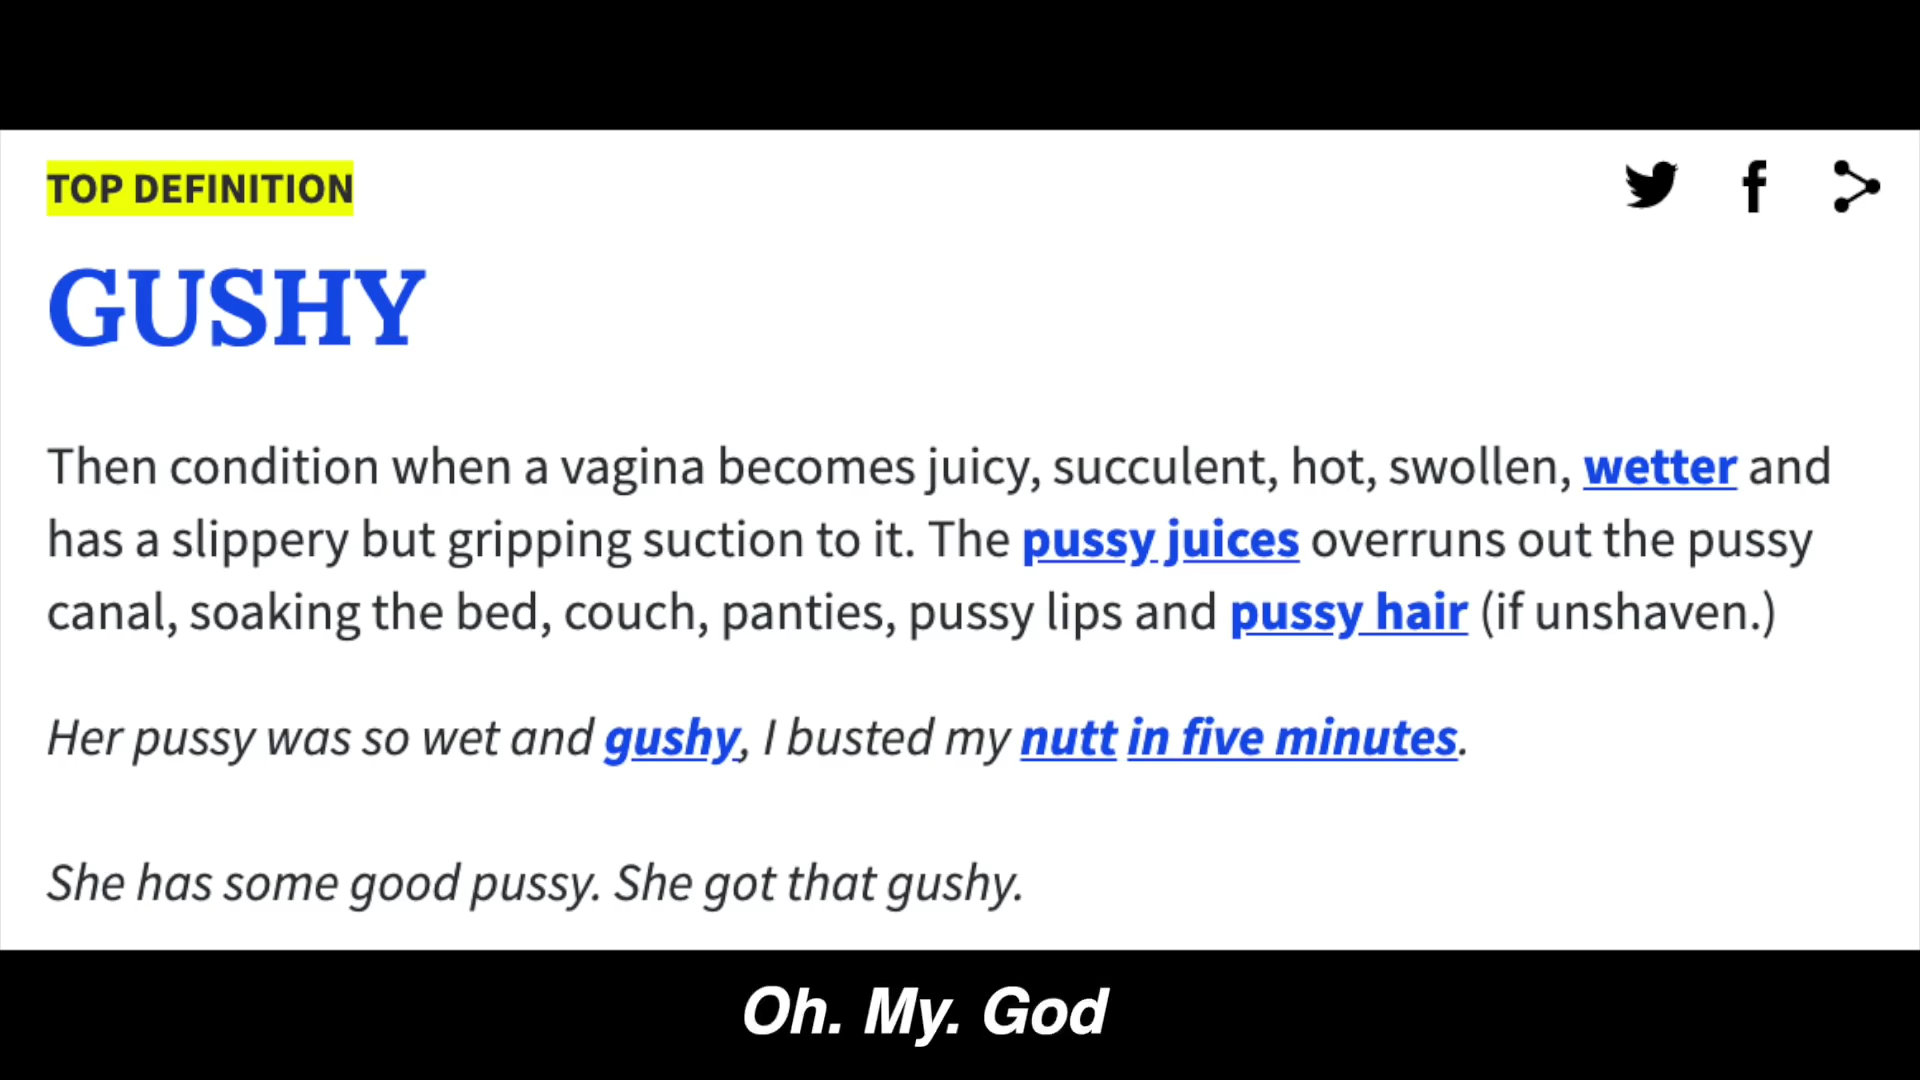 TOP DEFINITION
GUSHY
Then condition when a vagina becomes juicy, succulent, hot, swollen, wetter and
has a slippery but gripping suction to it. The pussy juices overruns out the pussy
canal, soaking the bed, couch, panties, pussy lips and pussy hair (if unshaven.)
Her pussy was so wet and gushy, I busted my nutt in five minutes.
She has some good pussy. She got that gushy.
Oh. My. God